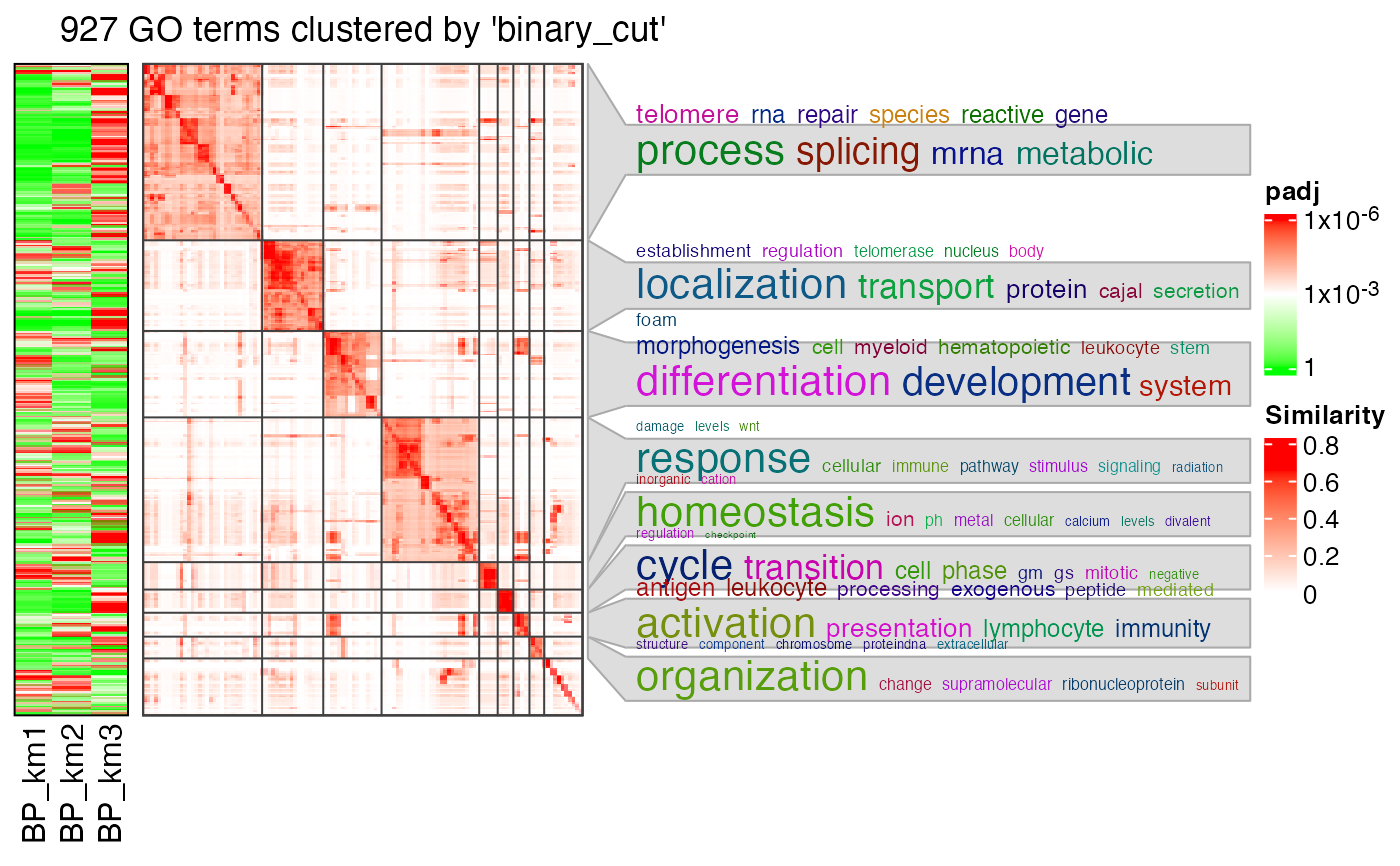 927 GO terms clustered by 'binary_cut'
telomere rna repair species reactive gene
process splicing mrna metabolic
establishment regulation telomerase nucleus body
localization transport protein cajal secretion
foam
morphogenesis cell myeloid hematopoietic leukocyte stem
differentiation development system
damage levels wnt
response cellular immune pathway stimulus signaling radiation
inorganic cation
homeostasis ion ph metal cellular calcium levels divalent
regulation checkpoint
cycle transition cell phase gm gs mitotic negative
antigen leukocyte processing exogenous peptide mediated
activation presentation lymphocyte immunity
structure component chromosome proteindna extracellular
organization change supramolecular ribonucleoprotein subunit
padj
1x10⁻⁶
1x10⁻³
1
Similarity
0.8
0.6
0.4
0.2
0
BP_km1
BP_km2
BP_km3